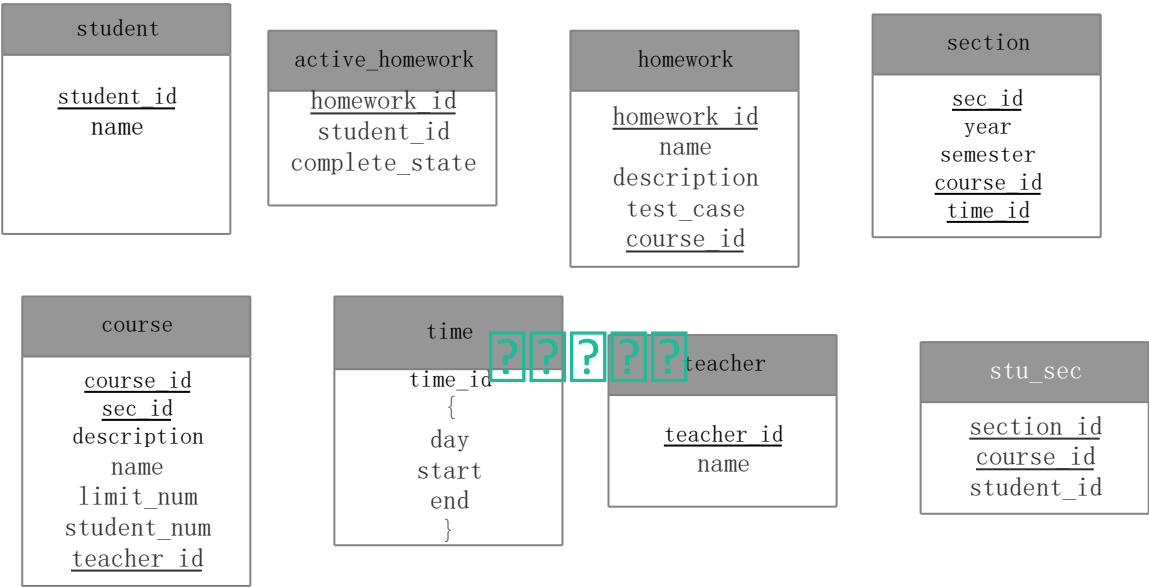 student
student_id
name
active_homework
homework_id
student_id
complete_state
homework
homework_id
name
description
test_case
course_id
section
sec_id
year
semester
course_id
time_id
course
course_id
sec_id
description
name
limit_num
student_num
teacher_id
time
time_id
{
day
start
end
}
teacher
teacher_id
name
stu_sec
section_id
course_id
student_id